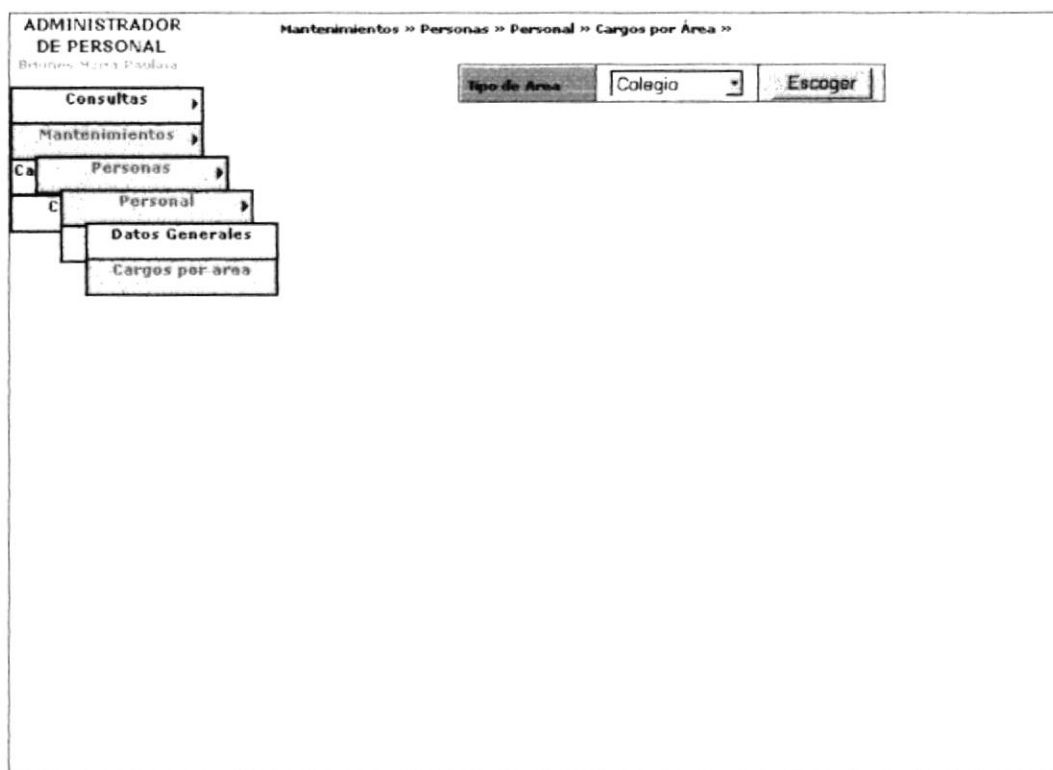 ADMINISTRADOR
DE PERSONAL
Mantenimientos » Personas » Personal » Cargos por Área »
Tipo de Area Colegio Escoger
Consultas
Mantenimientos
Ca Personas
C Personal
Datos Generales
Cargos por area